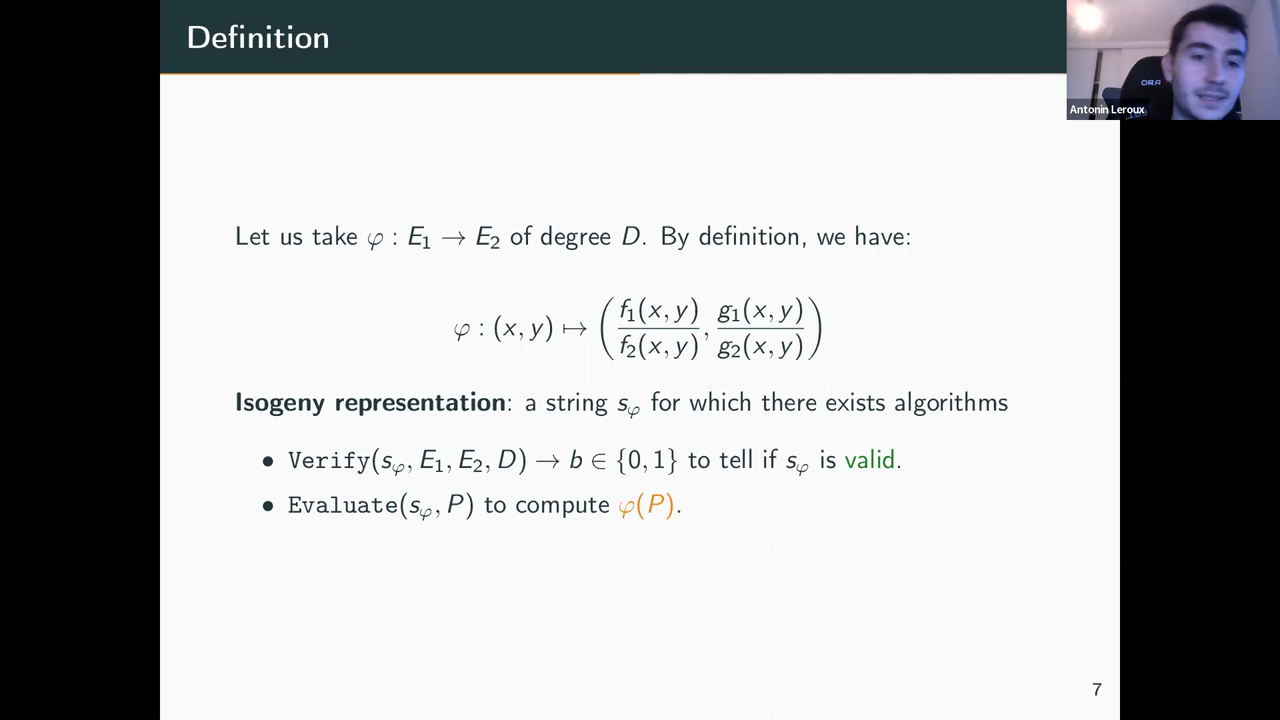 Definition
ORA
Antonin Leroux
Let us take φ : E₁ → E₂ of degree D. By definition, we have:
φ : (x, y) ↦ ( f₁(x, y) / f₂(x, y) , g₁(x, y) / g₂(x, y) )
Isogeny representation: a string s_φ for which there exists algorithms
• Verify(s_φ, E₁, E₂, D) → b ∈ {0, 1} to tell if s_φ is valid.
• Evaluate(s_φ, P) to compute φ(P).
7